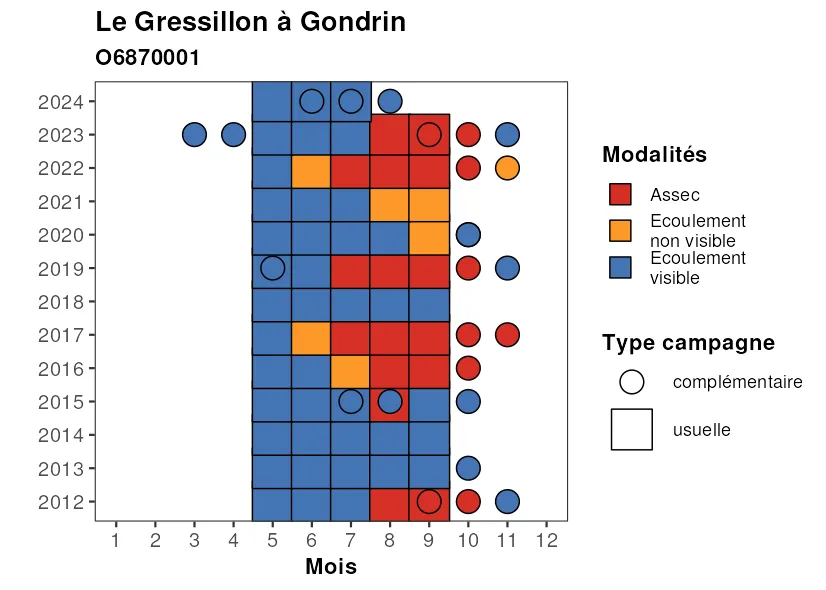 Le Gressillon à Gondrin
O6870001
2024
2023
2022
2021
2020
2019
2018
2017
2016
2015
2014
2013
2012
1 2 3 4 5 6 7 8 9 10 11 12
Mois
Modalités
Assec
Ecoulement
non visible
Ecoulement
visible
Type campagne
complémentaire
usuelle